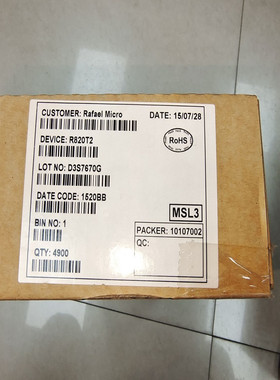 CUSTOMER: Rafael Micro
DATE: 15/07/28
RoHS
DEVICE: R820T2
LOT NO: D3S7670G
DATE CODE: 1520BB
MSL3
BIN NO: 1
PACKER: 10107002
QC:
QTY: 4900